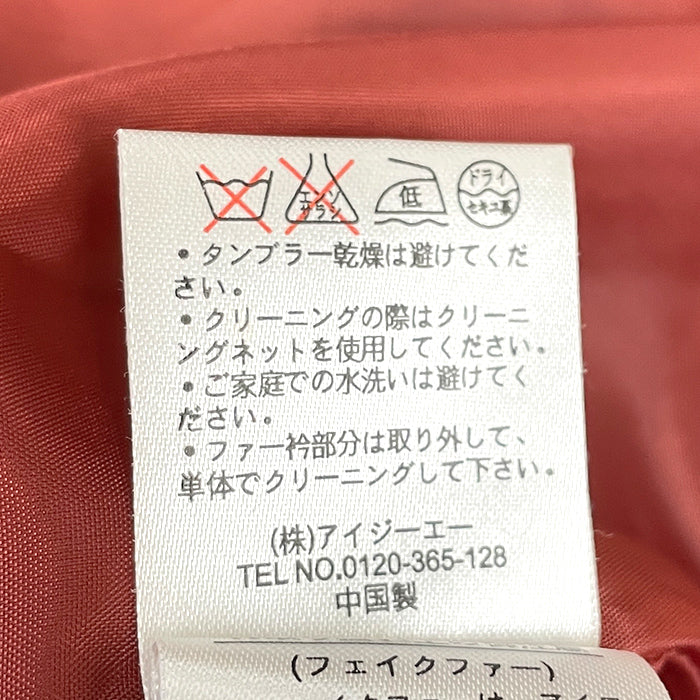 エンソ
サラシ
低
ドライ
セキユ系
・タンブラー乾燥は避けてくだ
さい。
・クリーニングの際はクリーニ
ングネットを使用してください。
・ご家庭での水洗いは避けてく
ださい。
・ファー衿部分は取り外して、
単体でクリーニングして下さい。
(株)アイジーエー
TEL NO.0120-365-128
中国製
(フェイクファー)